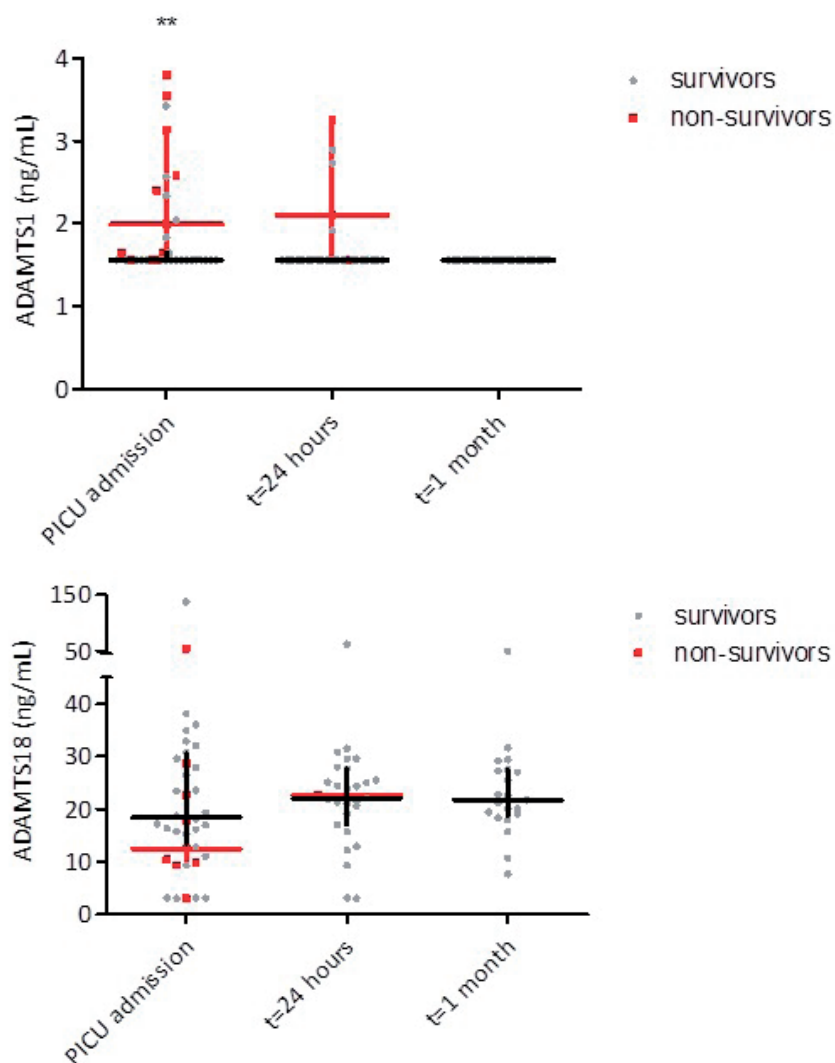 **
ADAMTS1 (ng/mL)
4
3
2
1
0
survivors
non-survivors
PICU admission
t=24 hours
t=1 month
ADAMTS18 (ng/mL)
150
50
40
30
20
10
0
survivors
non-survivors
PICU admission
t=24 hours
t=1 month